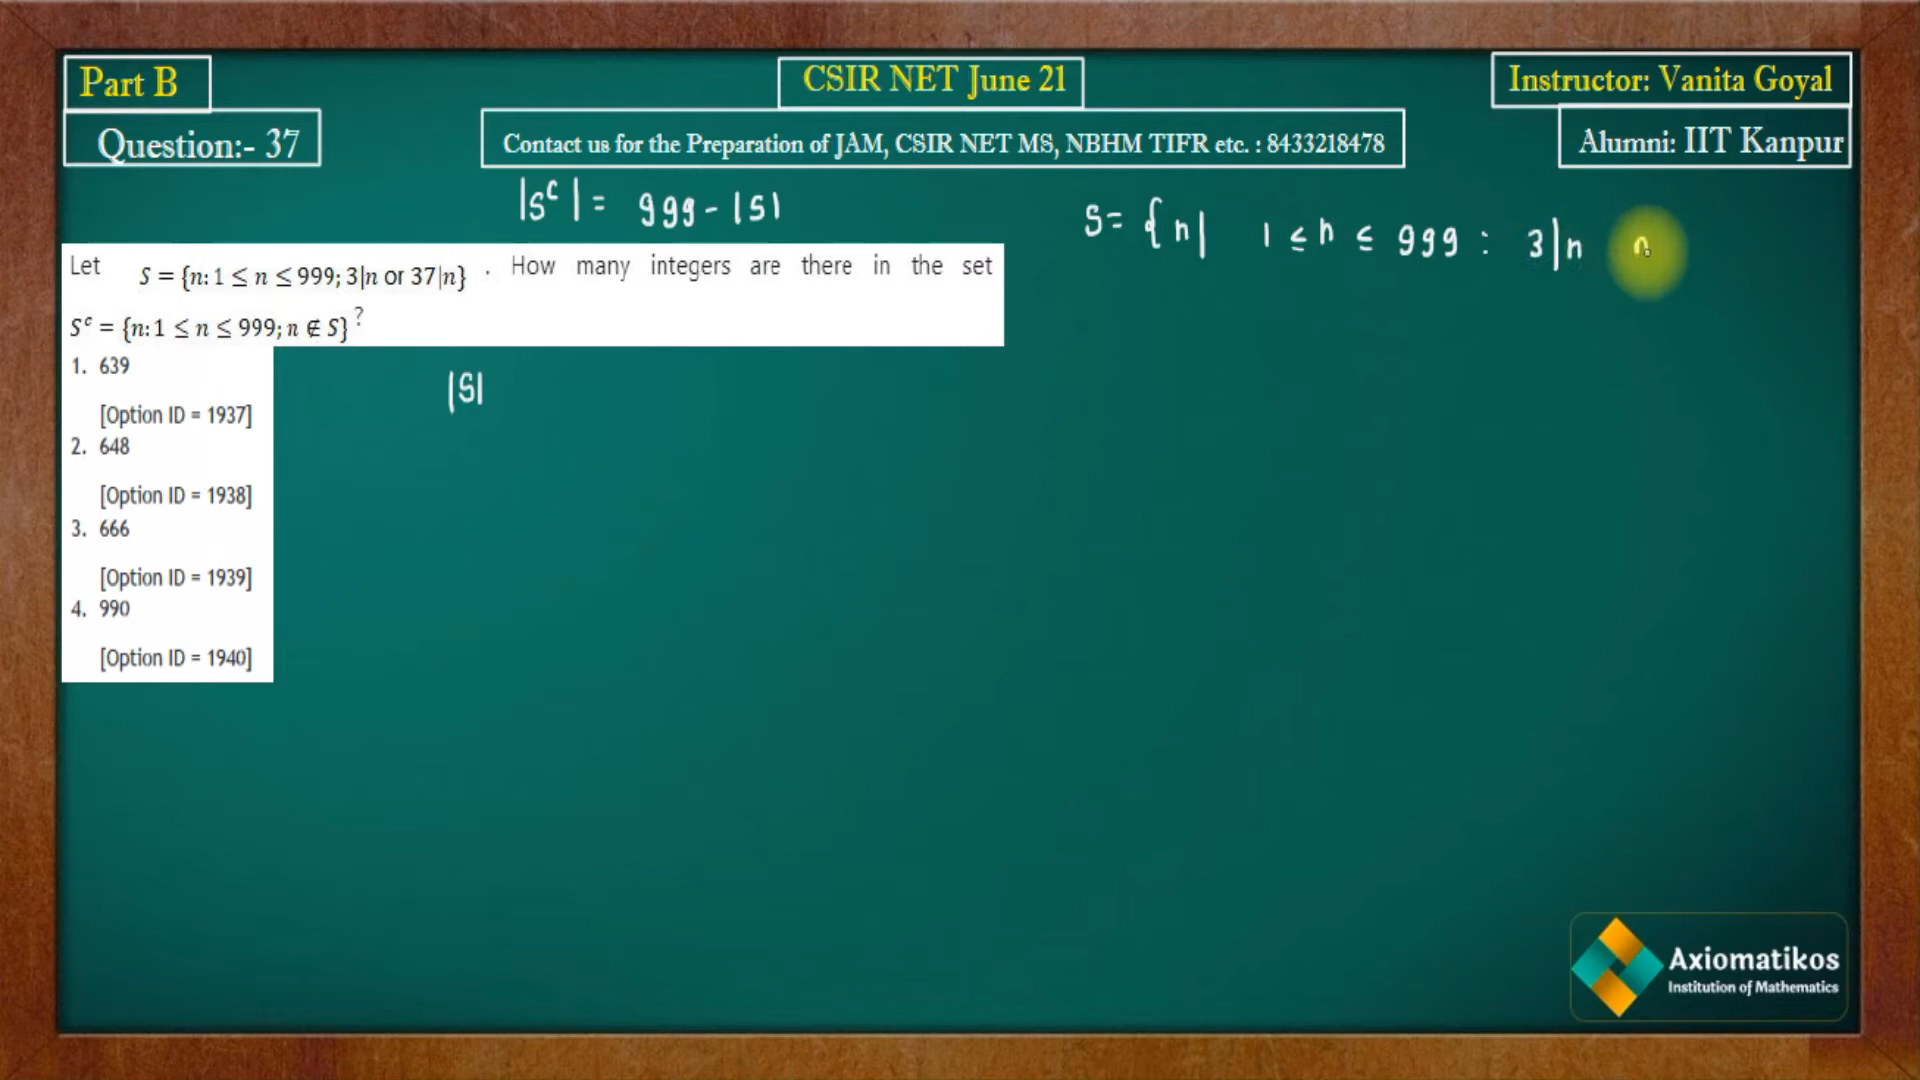 Part B
CSIR NET June 21
Instructor: Vanita Goyal
Question:- 37
Contact us for the Preparation of JAM, CSIR NET MS, NBHM TIFR etc. : 8433218478
Alumni: IIT Kanpur
|Sᶜ| = 999 - |S|
S = { n | 1 ≤ n ≤ 999 : 3|n
Let S = {n: 1 ≤ n ≤ 999; 3|n or 37|n} . How many integers are there in the set
Sᶜ = {n: 1 ≤ n ≤ 999; n ∉ S} ?
1. 639
[Option ID = 1937]
2. 648
[Option ID = 1938]
3. 666
[Option ID = 1939]
4. 990
[Option ID = 1940]
|S|
Axiomatikos
Institution of Mathematics